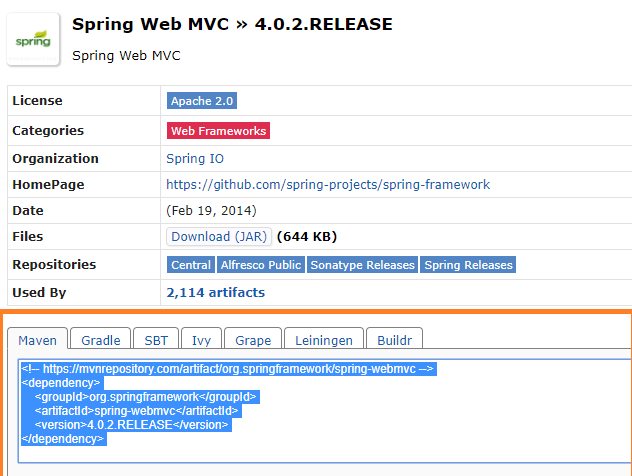 spring
Spring Web MVC » 4.0.2.RELEASE
Spring Web MVC
License Apache 2.0
Categories Web Frameworks
Organization Spring IO
HomePage https://github.com/spring-projects/spring-framework
Date (Feb 19, 2014)
Files Download (JAR) (644 KB)
Repositories Central Alfresco Public Sonatype Releases Spring Releases
Used By 2,114 artifacts
Maven Gradle SBT Ivy Grape Leiningen Buildr
<!-- https://mvnrepository.com/artifact/org.springframework/spring-webmvc -->
<dependency>
    <groupId>org.springframework</groupId>
    <artifactId>spring-webmvc</artifactId>
    <version>4.0.2.RELEASE</version>
</dependency>